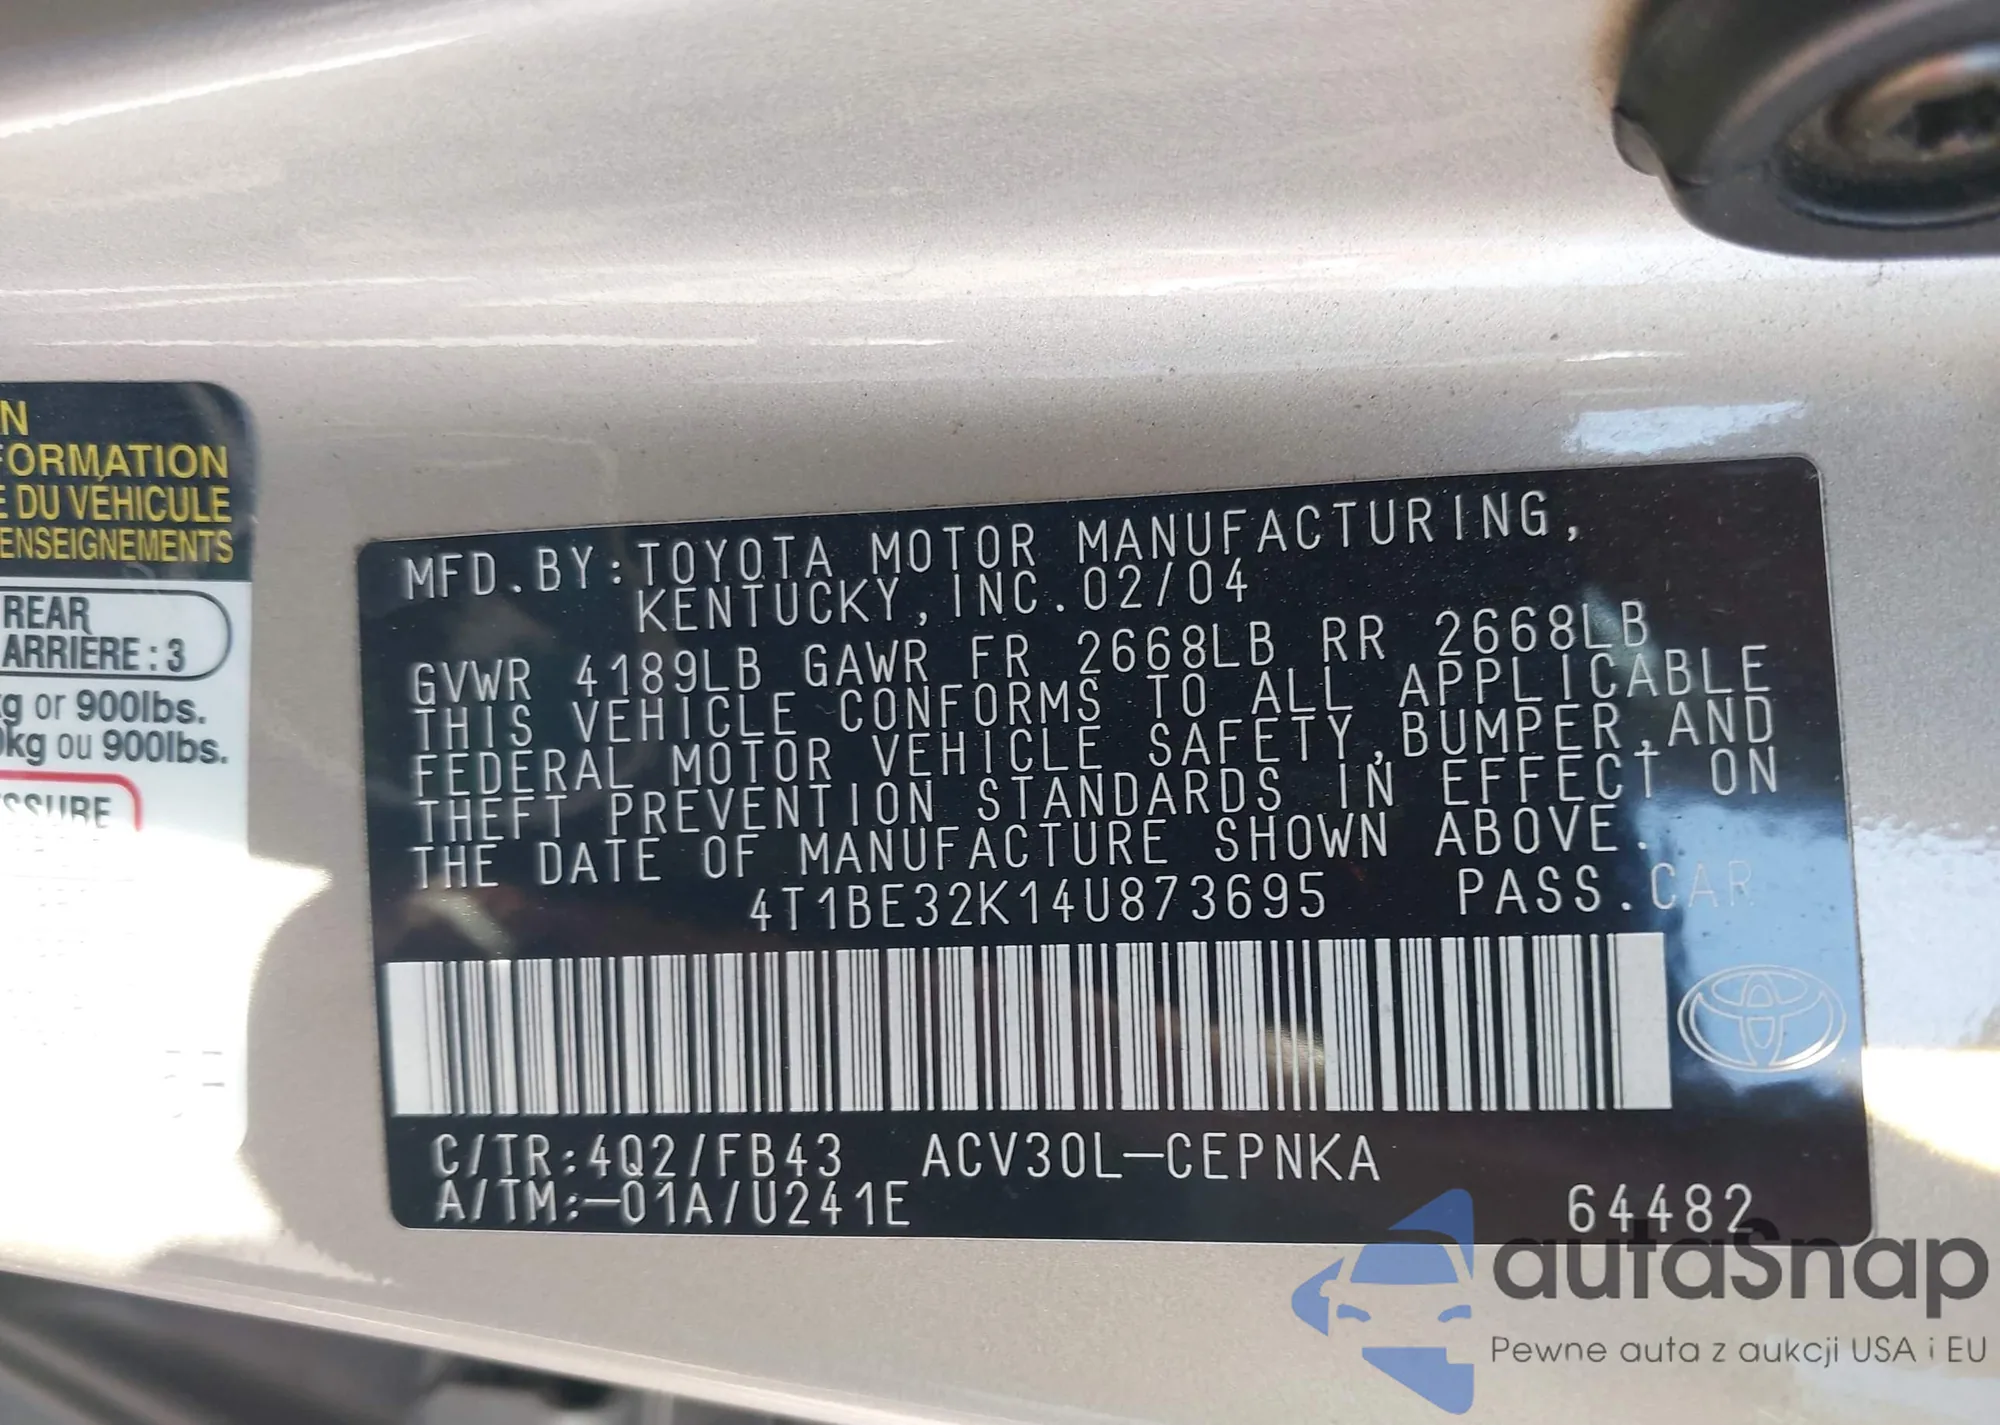 N
FORMATION
E DU VÉHICULE
ENSEIGNEMENTS
REAR
ARRIÈRE : 3
kg or 900lbs.
0kg ou 900lbs.
MFD.BY:TOYOTA MOTOR MANUFACTURING,
KENTUCKY,INC.02/04
GVWR 4189LB GAWR FR 2668LB RR 2668LB
THIS VEHICLE CONFORMS TO ALL APPLICABLE
FEDERAL MOTOR VEHICLE SAFETY,BUMPER,AND
THEFT PREVENTION STANDARDS IN EFFECT ON
THE DATE OF MANUFACTURE SHOWN ABOVE.
4T1BE32K14U873695 PASS.CAR
C/TR:4Q2/FB43 ACV30L-CEPNKA
A/TM:-01A/U241E
64482
autaSnap
Pewne auta z aukcji USA i EU